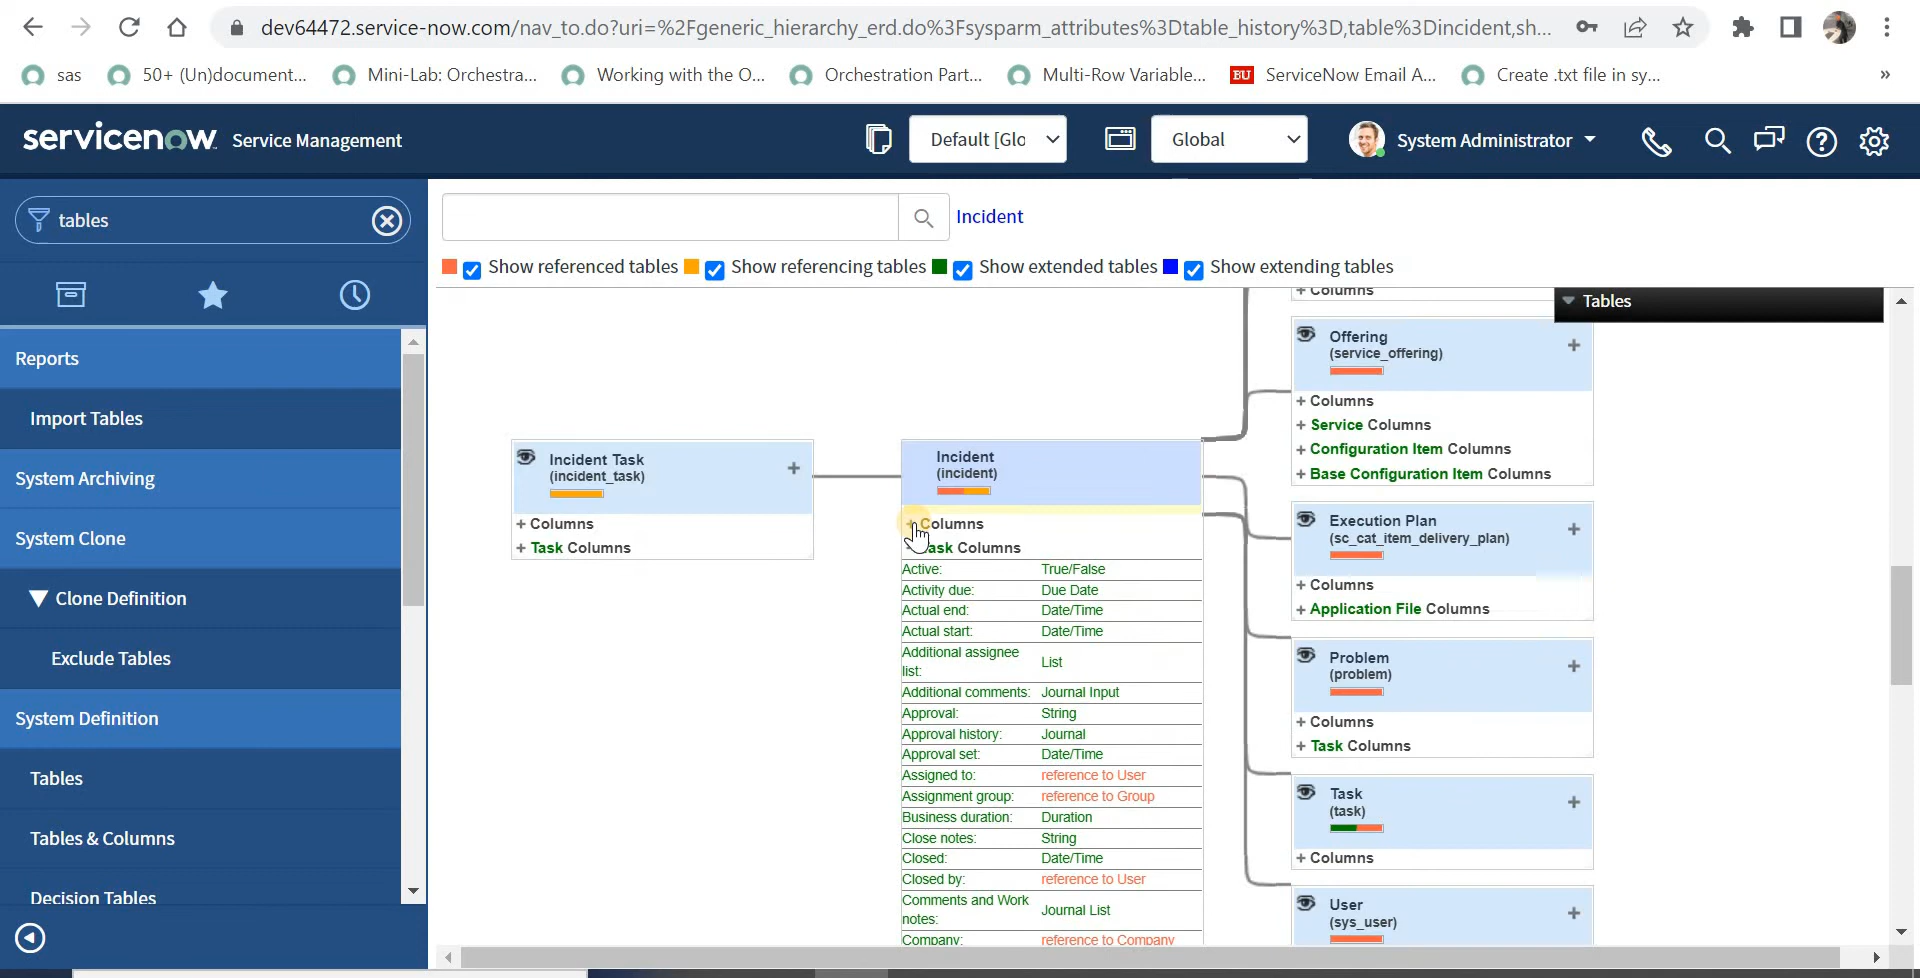 dev64472.service-now.com/nav_to.do?uri=%2Fgeneric_hierarchy_erd.do%3Fsysparm_attributes%3Dtable_history%3D,table%3Dincident,sh...
sas
50+ (Un)document...
Mini-Lab: Orchestra...
Working with the O...
Orchestration Part...
Multi-Row Variable...
BU
ServiceNow Email A...
Create .txt file in sy...
»
servicenow Service Management
Default [Glo
Global
System Administrator
tables
Incident
Show referenced tables
Show referencing tables
Show extended tables
Show extending tables
Reports
Import Tables
System Archiving
System Clone
Clone Definition
Exclude Tables
System Definition
Tables
Tables & Columns
Decision Tables
Incident Task
(incident_task)
+ Columns
+ Task Columns
Incident
(incident)
Columns
Task Columns
Active: True/False
Activity due: Due Date
Actual end: Date/Time
Actual start: Date/Time
Additional assignee list: List
Additional comments: Journal Input
Approval: String
Approval history: Journal
Approval set: Date/Time
Assigned to: reference to User
Assignment group: reference to Group
Business duration: Duration
Close notes: String
Closed: Date/Time
Closed by: reference to User
Comments and Work notes: Journal List
Company: reference to Company
+ Columns
Tables
Offering
(service_offering)
+ Columns
+ Service Columns
+ Configuration Item Columns
+ Base Configuration Item Columns
Execution Plan
(sc_cat_item_delivery_plan)
+ Columns
+ Application File Columns
Problem
(problem)
+ Columns
+ Task Columns
Task
(task)
+ Columns
User
(sys_user)